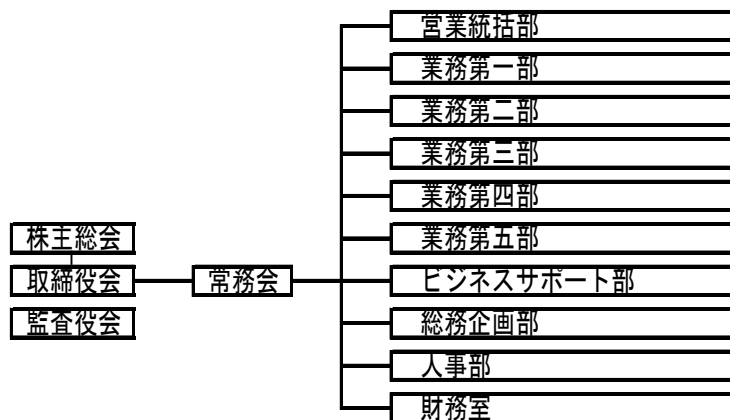 営業統括部
業務第一部
業務第二部
業務第三部
業務第四部
株主総会
業務第五部
取締役会
常務会
ビジネスサポート部
監査役会
総務企画部
人事部
財務室